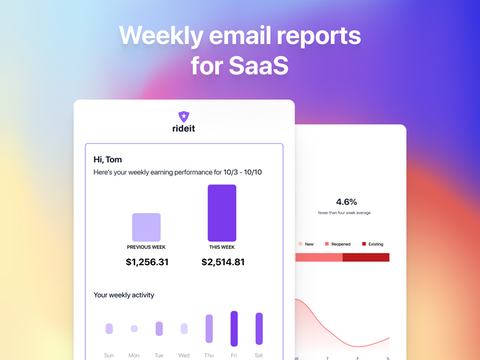 Weekly email reports
for SaaS
rideit
Hi, Tom
Here's your weekly earning performance for 10/3 - 10/10
PREVIOUS WEEK
THIS WEEK
$1,256.31
$2,514.81
Your weekly activity
Sun Mon Tue Wed Thu Fri Sat
4.6%
fewer than four week average
New Reopened Existing
T F S